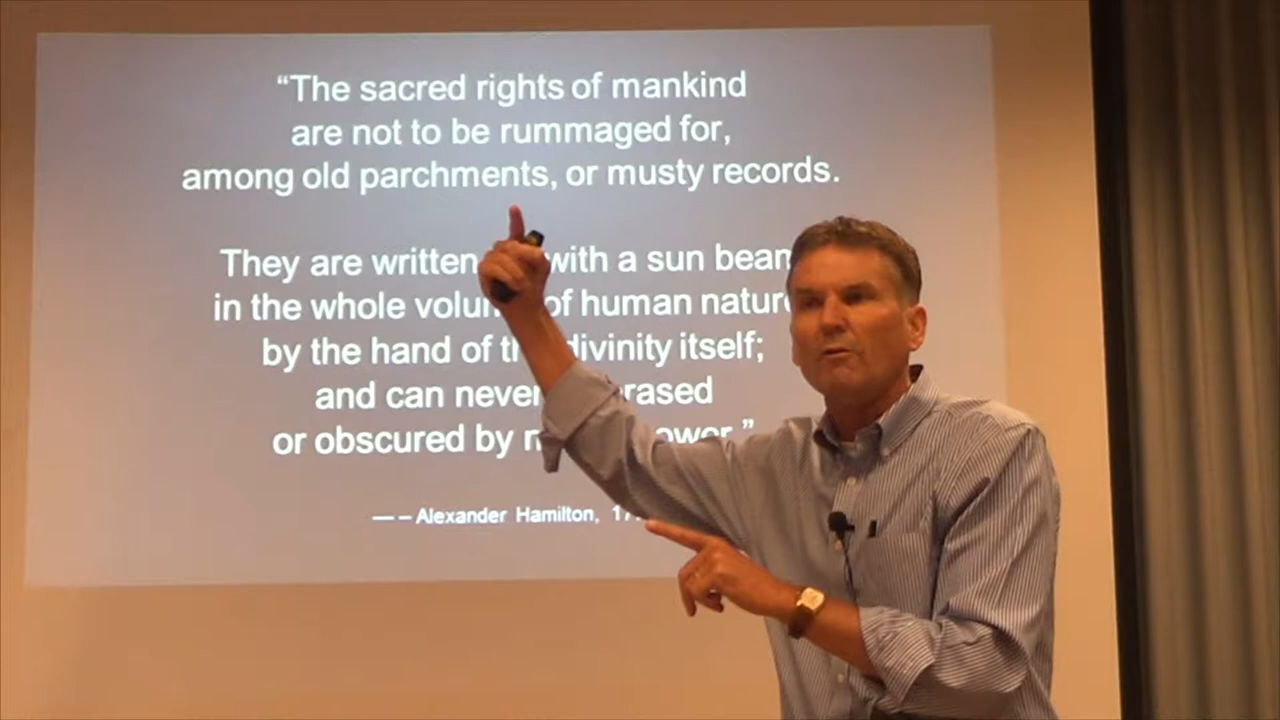 “The sacred rights of mankind
are not to be rummaged for,
among old parchments, or musty records.
They are written with a sun
in the whole of human
by the hand of divinity itself;
and can never
or obscured by
—– Alexander Hamilton,